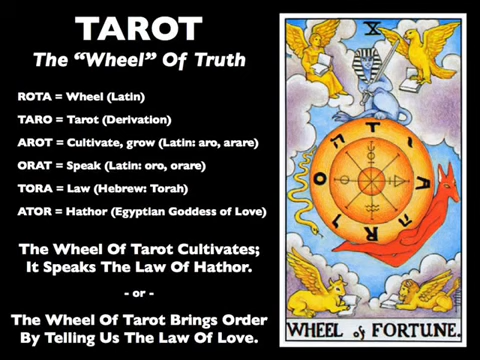 TAROT
The “Wheel” Of Truth
ROTA = Wheel (Latin)
TARO = Tarot (Derivation)
AROT = Cultivate, grow (Latin: aro, arare)
ORAT = Speak (Latin: oro, orare)
TORA = Law (Hebrew: Torah)
ATOR = Hathor (Egyptian Goddess of Love)
The Wheel Of Tarot Cultivates;
It Speaks The Law Of Hathor.
- or -
The Wheel Of Tarot Brings Order
By Telling Us The Law Of Love.
X
T
A
R
O
WHEEL of FORTUNE.